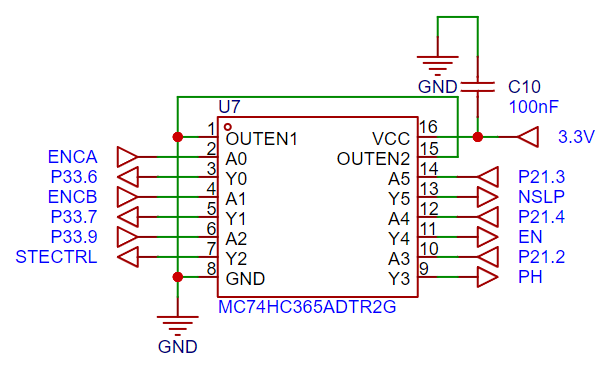 GND
C10
100nF
U7
1 OUTEN1 VCC 16 3.3V
OUTEN2 15
ENCA 2 A0 A5 14 P21.3
P33.6 3 Y0 Y5 13 NSLP
ENCB 4 A1 A4 12 P21.4
P33.7 5 Y1 Y4 11 EN
P33.9 6 A2 A3 10 P21.2
STECTRL 7 Y2 Y3 9 PH
8 GND
MC74HC365ADTR2G
GND